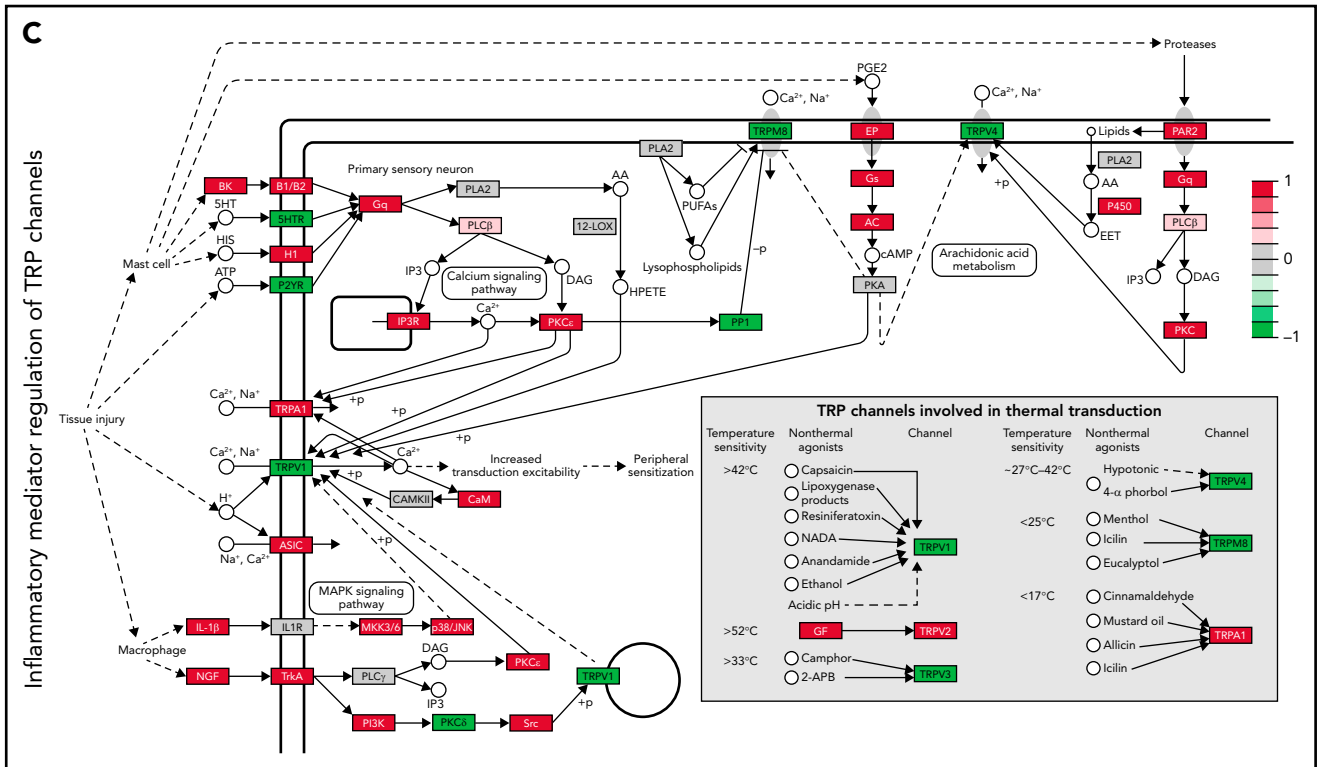 C
Inflammatory mediator regulation of TRP channels
Proteases
PGE2
Ca²⁺, Na⁺
Ca²⁺, Na⁺
TRPM8
EP
TRPV4
Lipids
PAR2
PLA2
PLA2
Primary sensory neuron
PLA2
AA
AA
+p
Gs
Gq
BK
B1/B2
Gq
PUFAs
P450
5HT
5HTR
PLCβ
12-LOX
–p
AC
PLCβ
EET
HIS
H1
cAMP
Mast cell
Lysophospholipids
Arachidonic acid
metabolism
IP3
Calcium signaling
pathway
DAG
IP3
DAG
ATP
P2YR
HPETE
PKA
Ca²⁺
IP3R
PKCε
PP1
PKC
1
0
–1
Ca²⁺, Na⁺
+p
TRPA1
+p
Tissue injury
+p
Ca²⁺, Na⁺
TRPV1
Ca²⁺
Increased
transduction excitability
Peripheral
sensitization
+p
CAMKII
CaM
H⁺
+p
ASIC
Na⁺, Ca²⁺
MAPK signaling
pathway
IL-1β
IL1R
MKK3/6
p38/JNK
Macrophage
DAG
PKCε
NGF
TrkA
PLCγ
TRPV1
IP3
+p
PI3K
PKCδ
Src
TRP channels involved in thermal transduction
Temperature
sensitivity
Nonthermal
agonists
Channel
Temperature
sensitivity
Nonthermal
agonists
Channel
>42°C
Capsaicin
Lipoxygenase
products
Resiniferatoxin
NADA
TRPV1
Anandamide
Ethanol
Acidic pH
>52°C
GF
TRPV2
>33°C
Camphor
2-APB
TRPV3
~27°C–42°C
Hypotonic
4-α phorbol
TRPV4
<25°C
Menthol
Icilin
TRPM8
Eucalyptol
<17°C
Cinnamaldehyde
Mustard oil
TRPA1
Allicin
Icilin